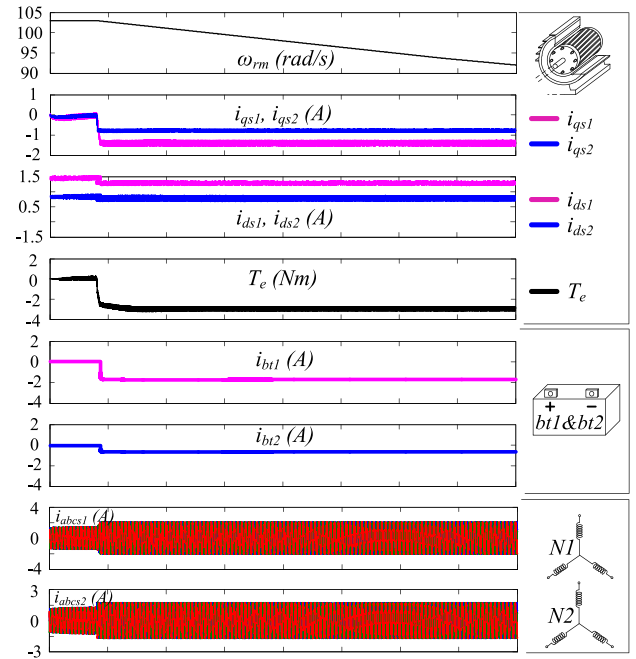 105
100
95
90
ω_rm (rad/s)
1
0
-1
-2
i_qs1, i_qs2 (A)
i_qs1
i_qs2
1.5
0.5
-1.5
i_ds1, i_ds2 (A)
i_ds1
i_ds2
2
0
-2
-4
T_e (Nm)
T_e
2
0
-2
-4
i_bt1 (A)
2
0
-2
-4
i_bt2 (A)
+ −
bt1&bt2
4
0
-4
i_abcs1 (A)
N1
3
0
-3
i_abcs2 (A)
N2